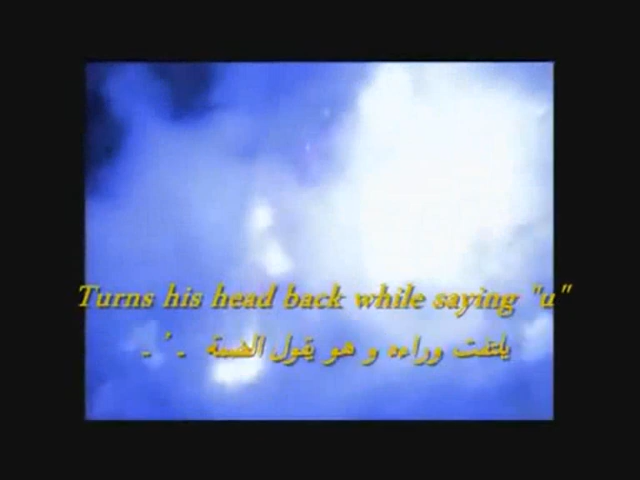 Turns his head back while saying "u"
يلتفت وراءه و هو يقول الضمة  ـ ُ ـ